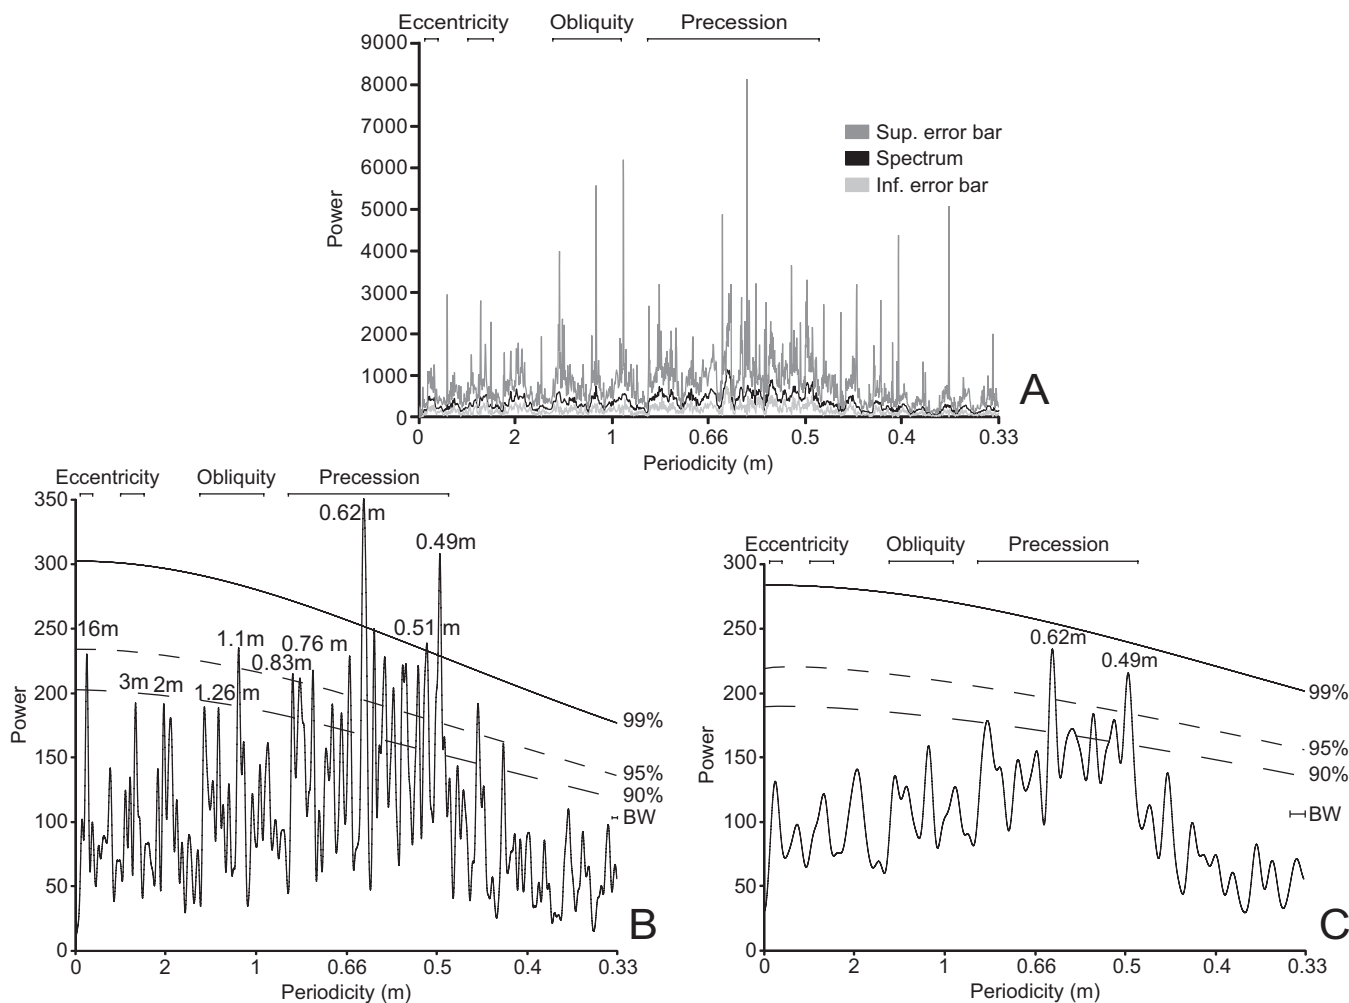 Eccentricity Obliquity Precession
9000
8000
7000
6000
5000
4000
3000
2000
1000
0
Power
Sup. error bar
Spectrum
Inf. error bar
A
0 2 1 0.66 0.5 0.4 0.33
Periodicity (m)
Eccentricity Obliquity Precession
350
300
250
200
150
100
50
0
Power
0.62 m
0.49m
16m
1.1m
0.76 m
0.51 m
0.83m
3m 2m
1.26 m
99%
95%
90%
BW
B
0 2 1 0.66 0.5 0.4 0.33
Periodicity (m)
Eccentricity Obliquity Precession
300
250
200
150
100
50
0
Power
0.62m
0.49m
99%
95%
90%
BW
C
0 2 1 0.66 0.5 0.4 0.33
Periodicity (m)